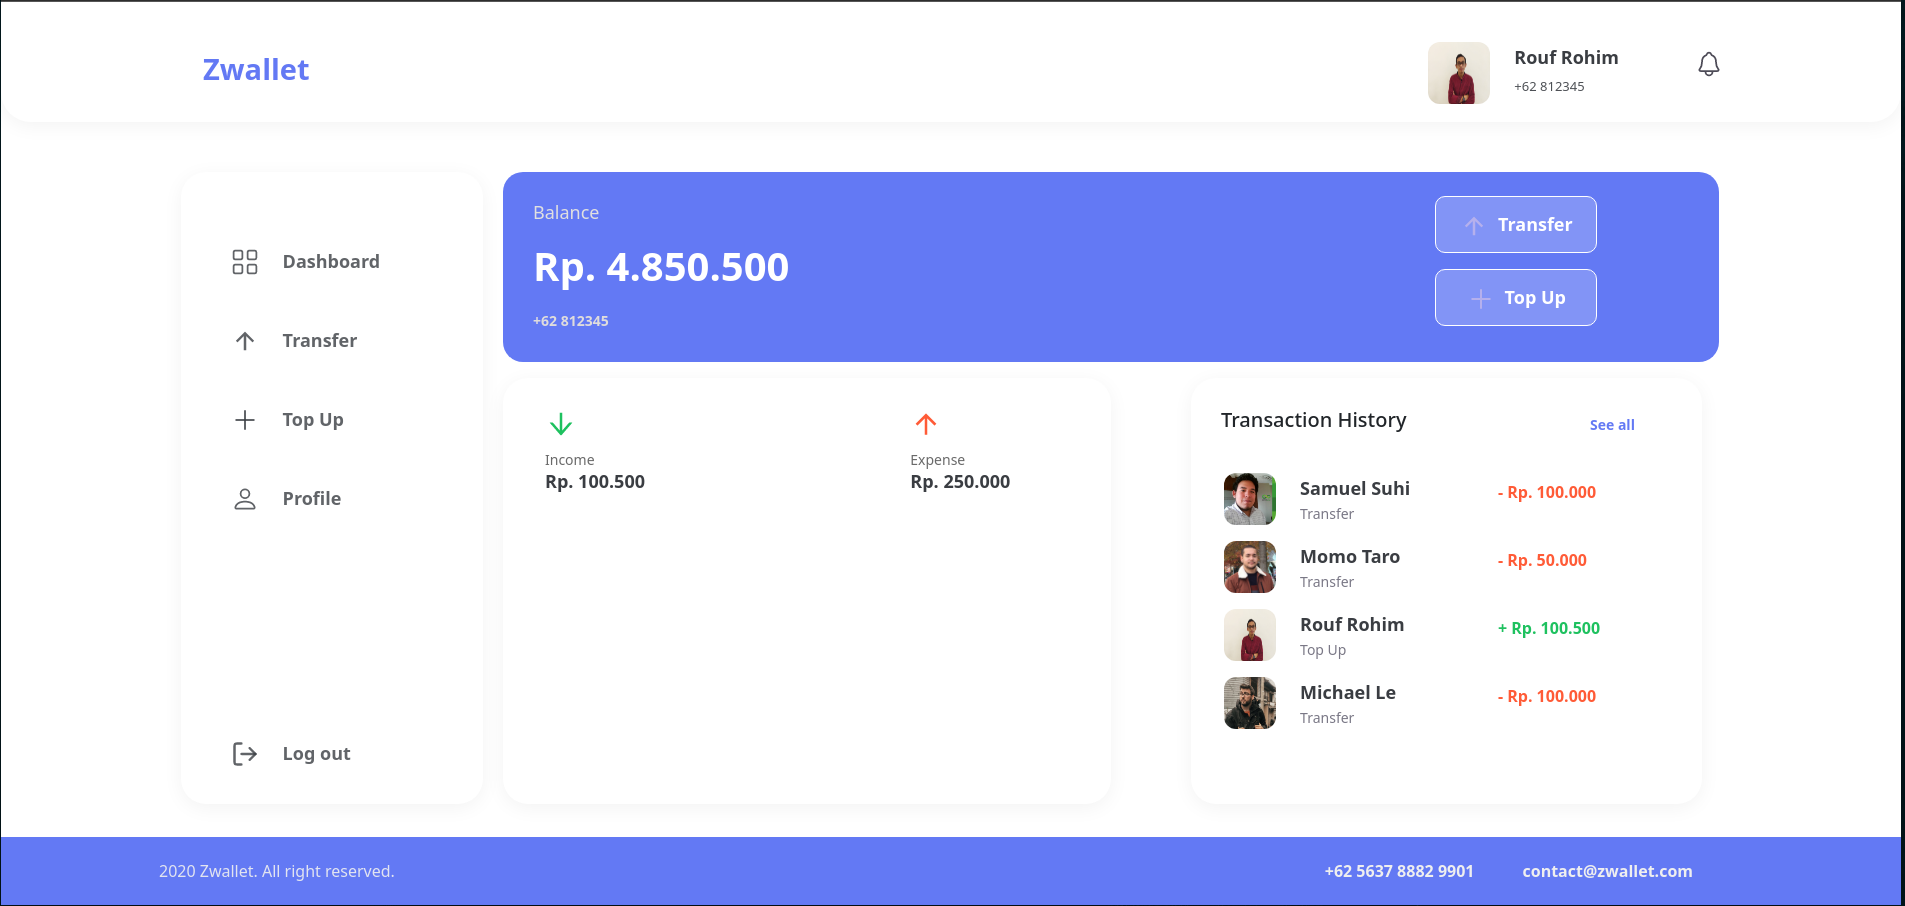 Zwallet
Rouf Rohim
+62 812345
Dashboard
Transfer
Top Up
Profile
Log out
Balance
Rp. 4.850.500
+62 812345
Transfer
Top Up
Income
Rp. 100.500
Expense
Rp. 250.000
Transaction History
See all
Samuel Suhi
Transfer
- Rp. 100.000
Momo Taro
Transfer
- Rp. 50.000
Rouf Rohim
Top Up
+ Rp. 100.500
Michael Le
Transfer
- Rp. 100.000
2020 Zwallet. All right reserved.
+62 5637 8882 9901
contact@zwallet.com